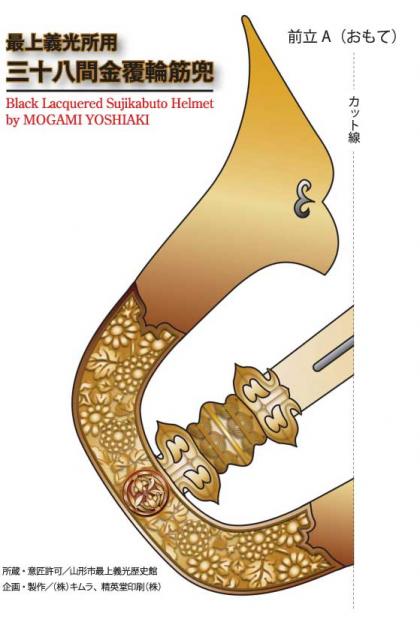 最上義光所用
三十八間金覆輪筋兜
Black Lacquered Sujikabuto Helmet
by MOGAMI YOSHIAKI
前立 A（おもて）
カット線
所蔵・意匠許可／山形市最上義光歴史館
企画・製作／（株）キムラ、精英堂印刷（株）